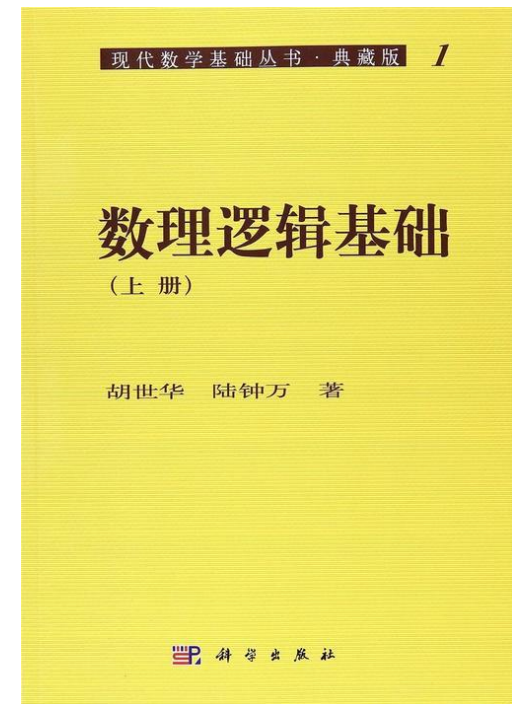 现代数学基础丛书·典藏版 1
数理逻辑基础
(上册)
胡世华 陆钟万 著
科学出版社